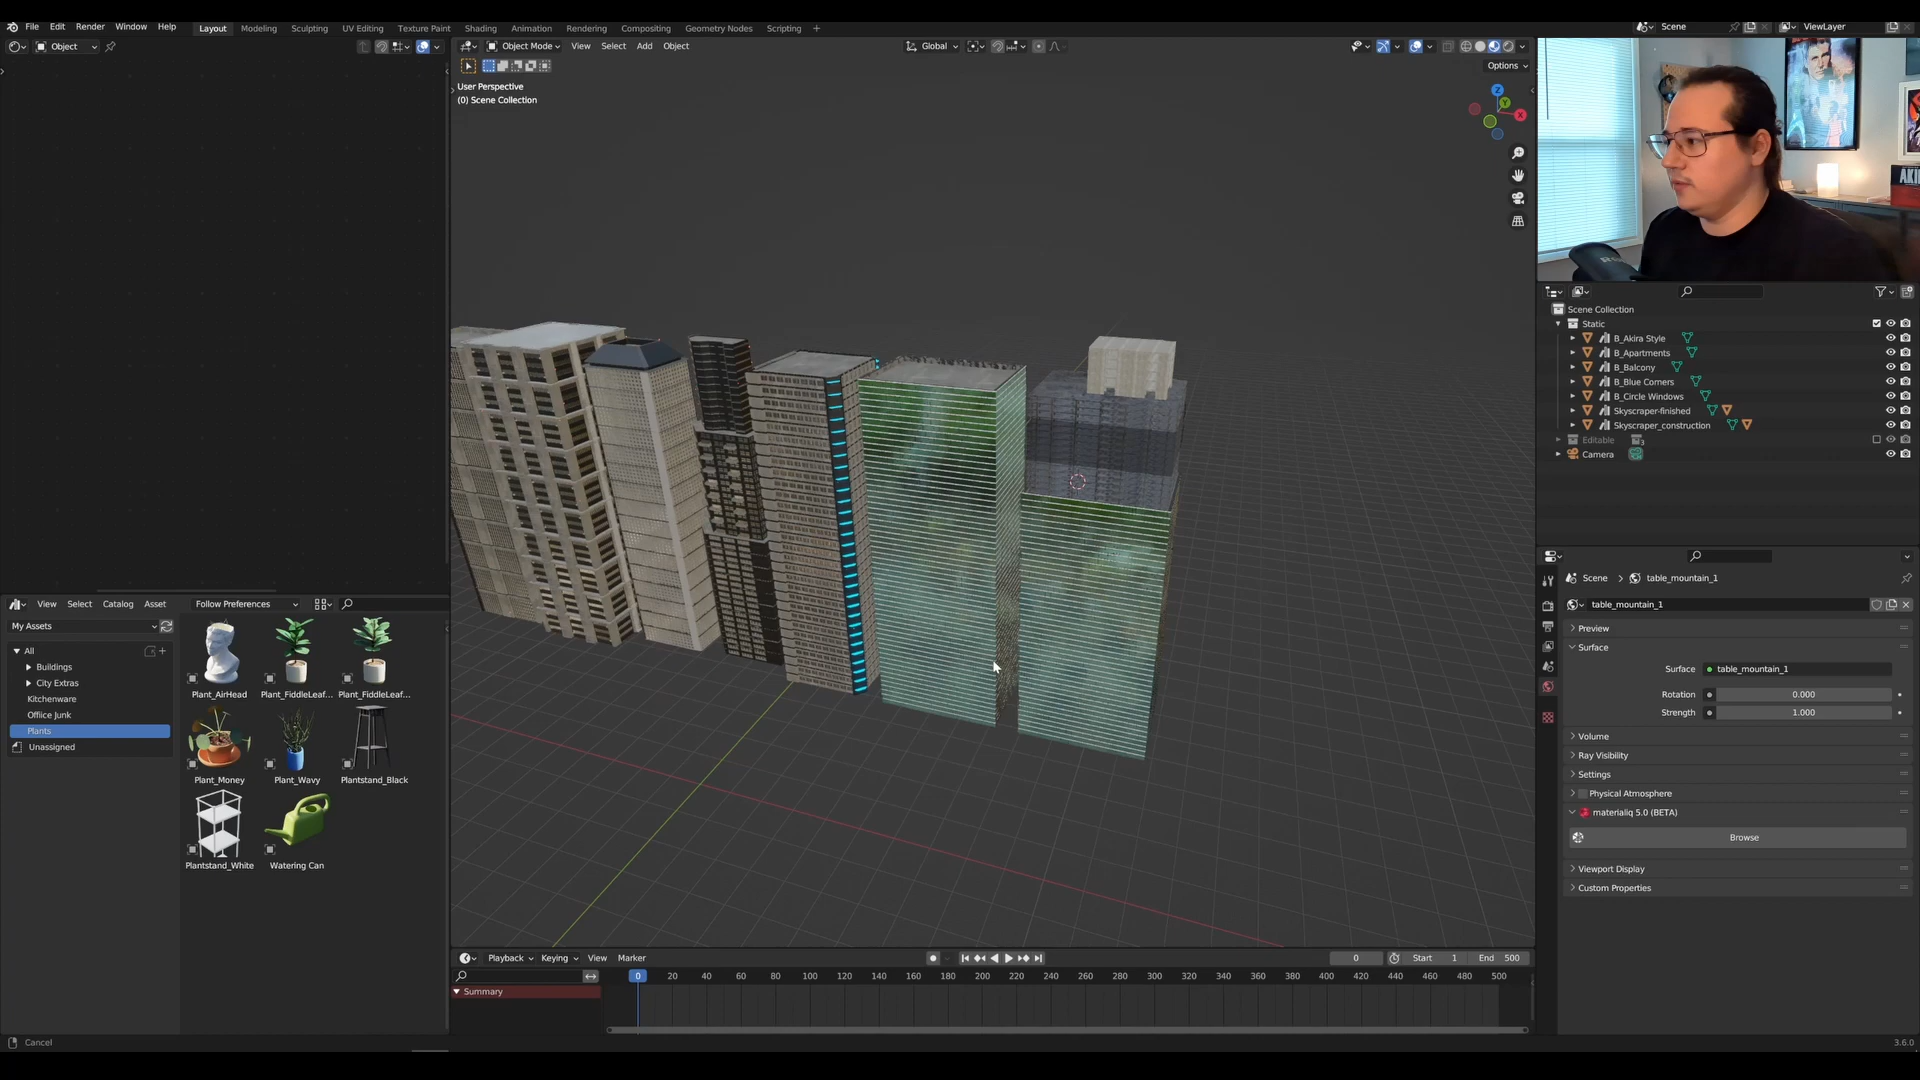 File Edit Render Window Help Layout Modeling Sculpting UV Editing Texture Paint Shading Animation Rendering Compositing Geometry Nodes Scripting + Scene ViewLayer
Object Object Mode View Select Add Object Global
Options
User Perspective
(0) Scene Collection
Z
Y
X
AKI
Scene Collection
Static
B_Akira Style
B_Apartments
B_Balcony
B_Blue Corners
B_Circle Windows
Skyscraper-finished
Skyscraper_construction
Editable
Camera
Scene > table_mountain_1
table_mountain_1
Preview
Surface
Surface table_mountain_1
Rotation 0.000
Strength 1.000
Volume
Ray Visibility
Settings
Physical Atmosphere
materialiq 5.0 (BETA)
Browse
Viewport Display
Custom Properties
View Select Catalog Asset Follow Preferences
My Assets
All
Buildings
City Extras
Kitchenware
Office Junk
Plants
Unassigned
Plant_AirHead Plant_FiddleLeaf... Plant_FiddleLeaf...
Plant_Money Plant_Wavy Plantstand_Black
Plantstand_White Watering Can
Playback Keying View Marker 0 Start 1 End 500
0 20 40 60 80 100 120 140 160 180 200 220 240 260 280 300 320 340 360 380 400 420 440 460 480 500
Summary
Cancel 3.6.0